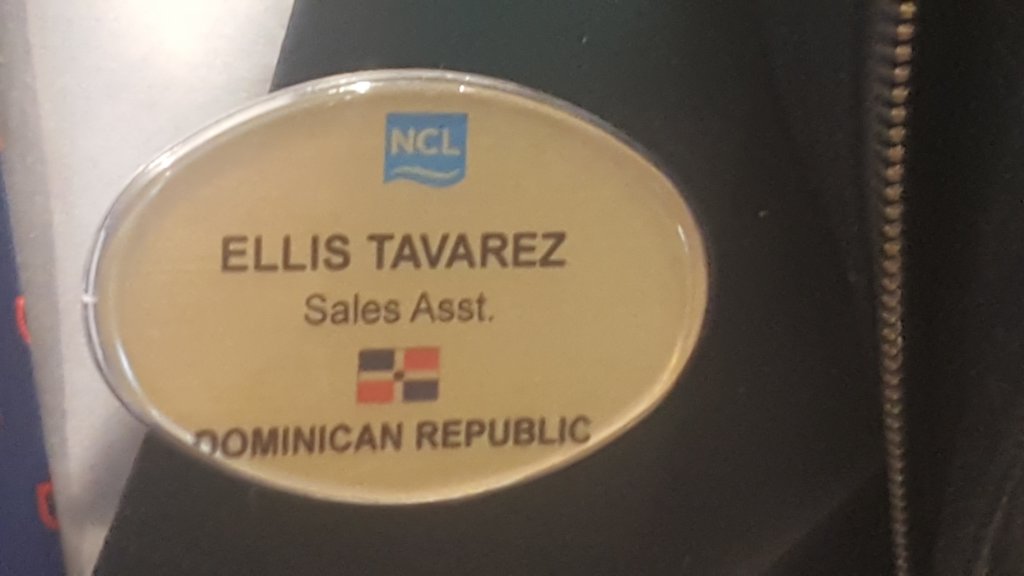 NCL
ELLIS TAVAREZ
Sales Asst.
DOMINICAN REPUBLIC